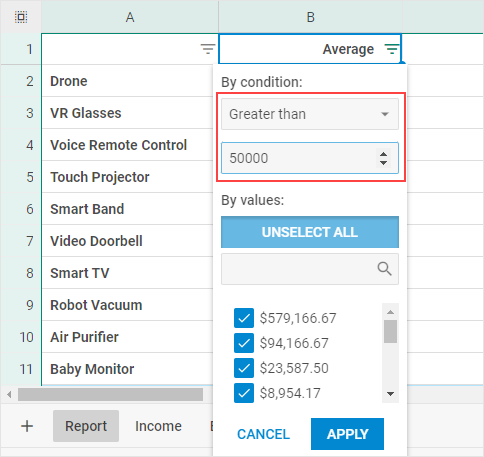 A B
1 Average
2 Drone
3 VR Glasses
4 Voice Remote Control
5 Touch Projector
6 Smart Band
7 Video Doorbell
8 Smart TV
9 Robot Vacuum
10 Air Purifier
11 Baby Monitor
By condition:
Greater than
50000
By values:
UNSELECT ALL
$579,166.67
$94,166.67
$23,587.50
$8,954.17
CANCEL APPLY
+ Report Income